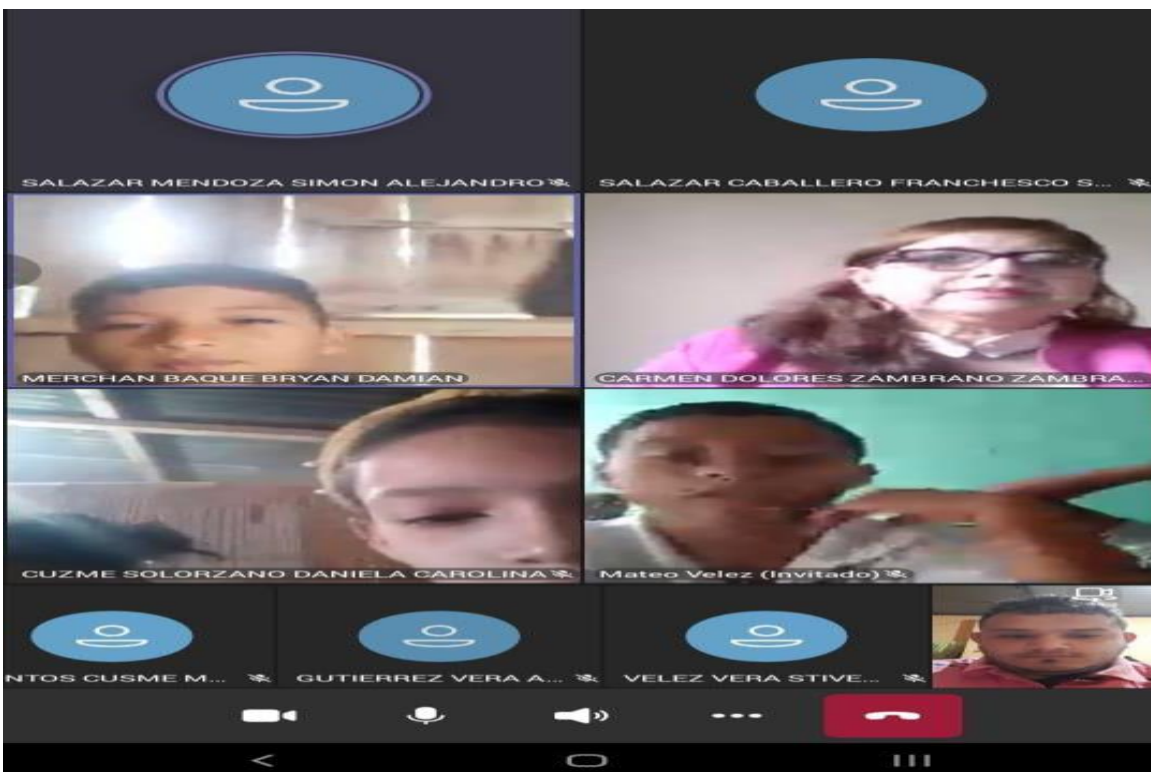 SALAZAR MENDOZA SIMON ALEJANDRO
SALAZAR CABALLERO FRANCHESCO S...
MERCHAN BAQUE BRYAN DAMIAN
CARMEN DOLORES ZAMBRANO ZAMBRA...
CUZME SOLORZANO DANIELA CAROLINA
Mateo Velez (Invitado)
NTOS CUSME M...
GUTIERREZ VERA A...
VELEZ VERA STIVE...